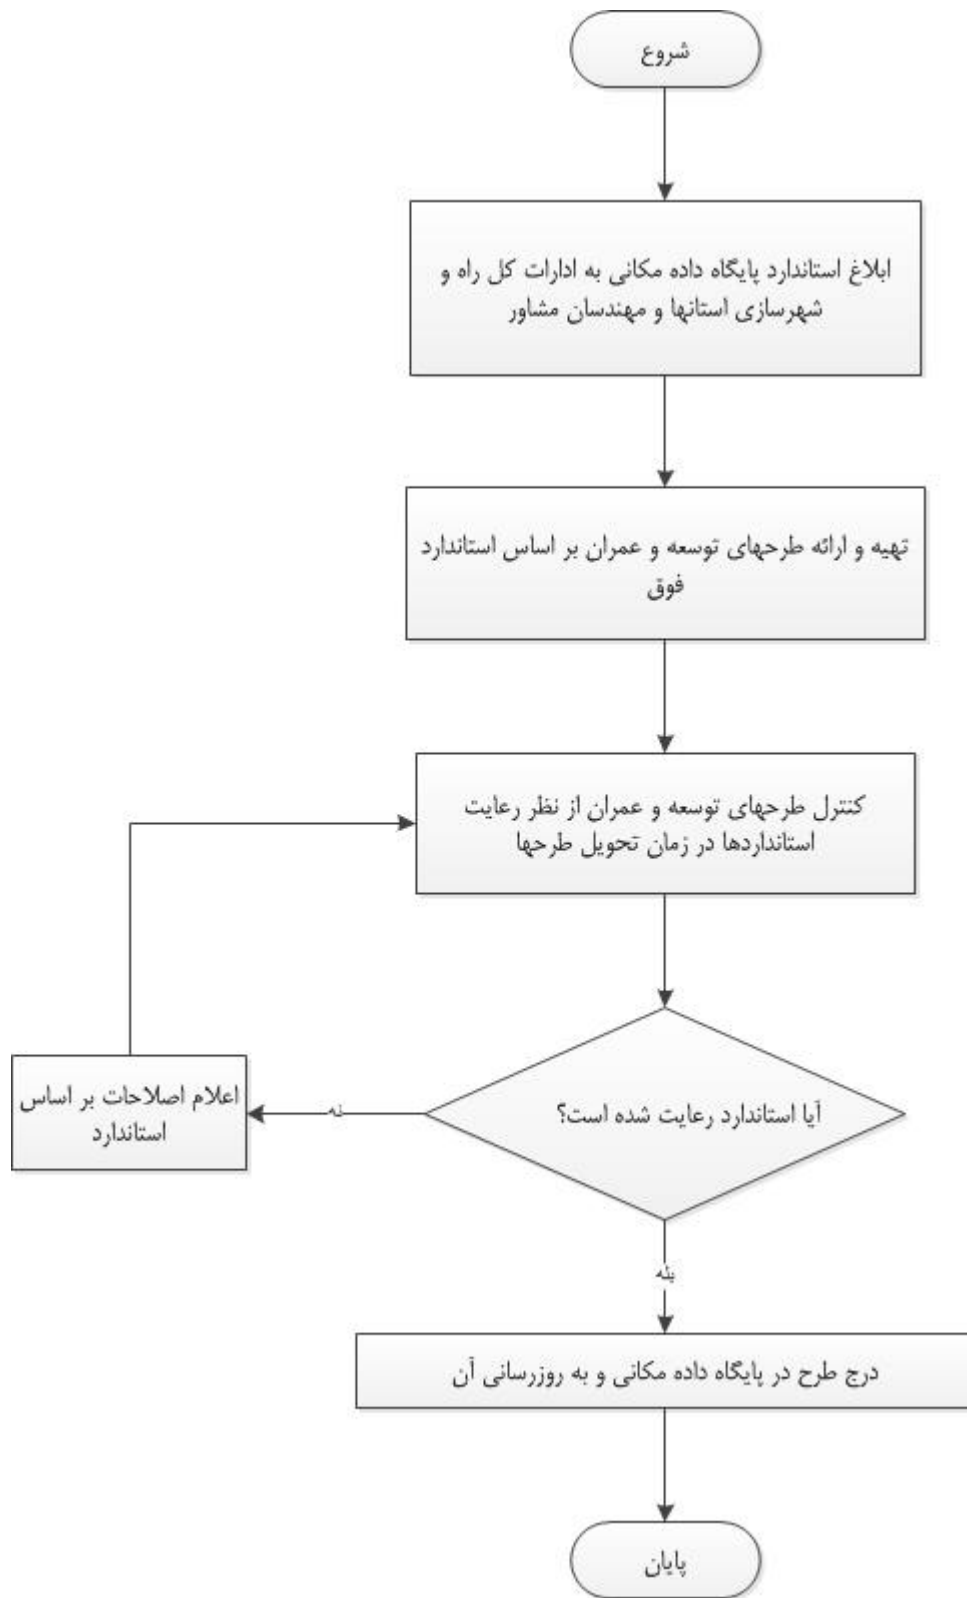 شروع
ابلاغ استاندارد پایگاه داده مکانی به ادارات کل راه و
شهرسازی استانها و مهندسان مشاور
تهیه و ارائه طرحهای توسعه و عمران بر اساس استاندارد
فوق
کنترل طرحهای توسعه و عمران از نظر رعایت
استانداردها در زمان تحویل طرحها
آیا استاندارد رعایت شده است؟
نه
اعلام اصلاحات بر اساس
استاندارد
بله
درج طرح در پایگاه داده مکانی و به روزرسانی آن
پایان